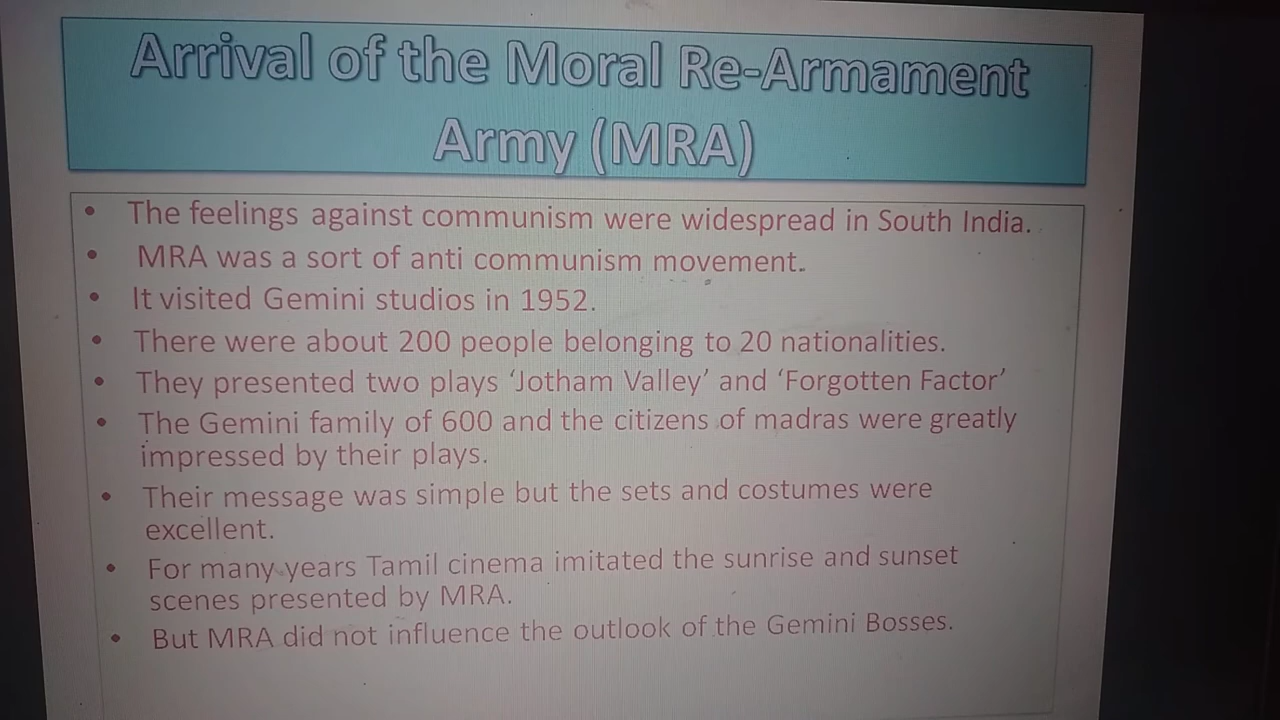 Arrival of the Moral Re-Armament
Army (MRA)
• The feelings against communism were widespread in South India.
• MRA was a sort of anti communism movement.
• It visited Gemini studios in 1952.
• There were about 200 people belonging to 20 nationalities.
• They presented two plays ‘Jotham Valley’ and ‘Forgotten Factor’
• The Gemini family of 600 and the citizens of madras were greatly
impressed by their plays.
• Their message was simple but the sets and costumes were
excellent.
• For many years Tamil cinema imitated the sunrise and sunset
scenes presented by MRA.
• But MRA did not influence the outlook of the Gemini Bosses.